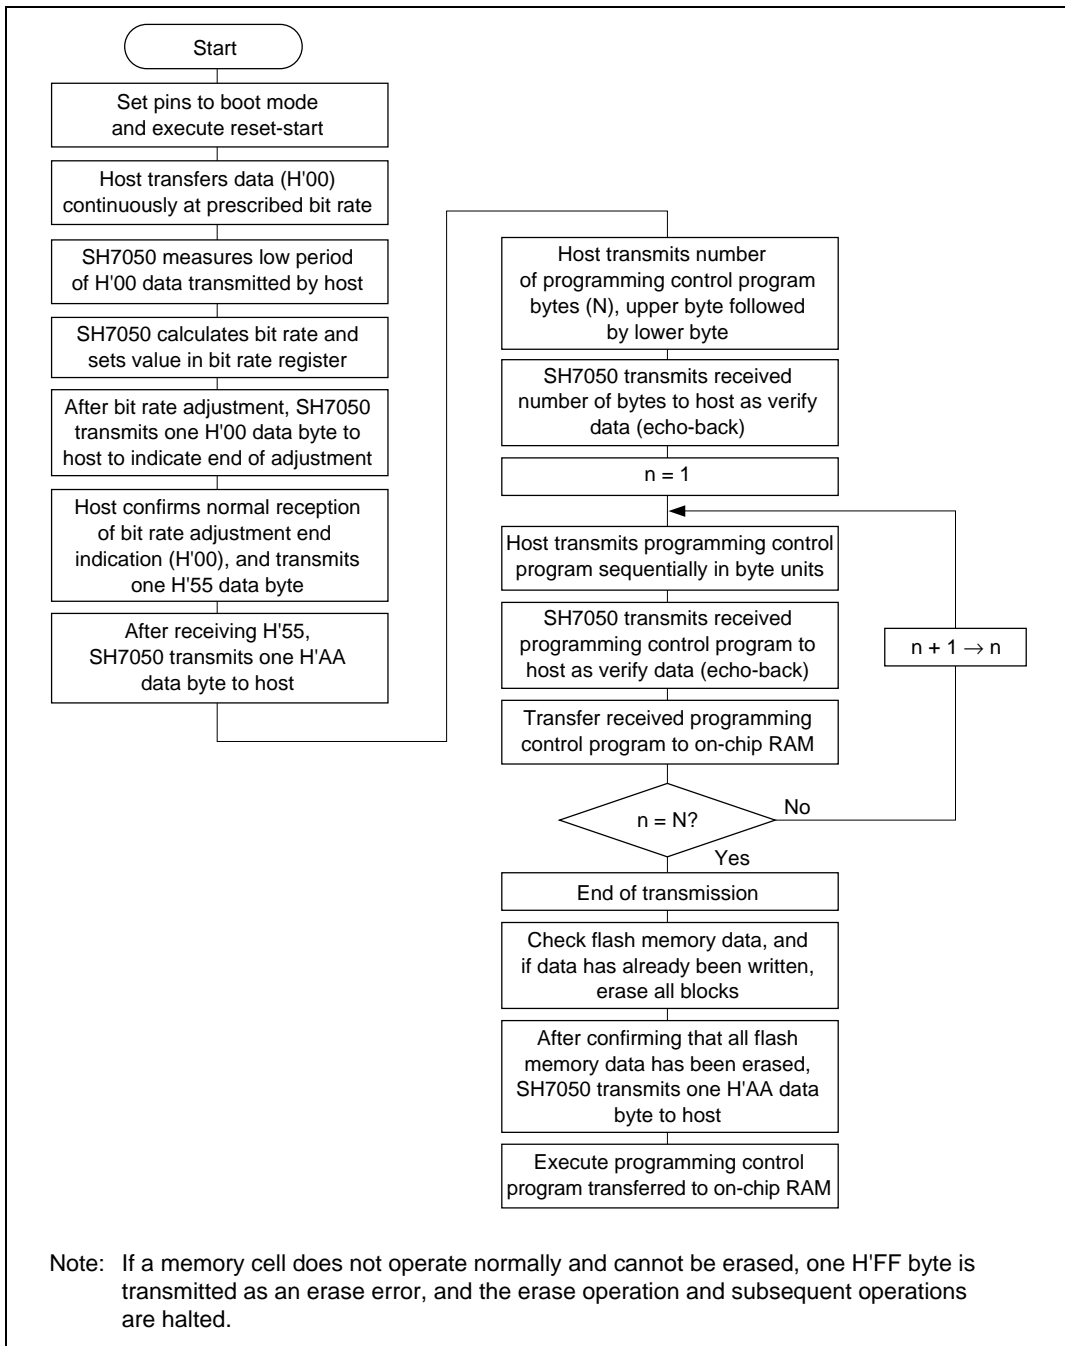 Start
Set pins to boot mode
and execute reset-start
Host transfers data (H'00)
continuously at prescribed bit rate
SH7050 measures low period
of H'00 data transmitted by host
SH7050 calculates bit rate and
sets value in bit rate register
After bit rate adjustment, SH7050
transmits one H'00 data byte to
host to indicate end of adjustment
Host confirms normal reception
of bit rate adjustment end
indication (H'00), and transmits
one H'55 data byte
After receiving H'55,
SH7050 transmits one H'AA
data byte to host
Host transmits number
of programming control program
bytes (N), upper byte followed
by lower byte
SH7050 transmits received
number of bytes to host as verify
data (echo-back)
n = 1
Host transmits programming control
program sequentially in byte units
SH7050 transmits received
programming control program to
host as verify data (echo-back)
n + 1 → n
Transfer received programming
control program to on-chip RAM
n = N?
No
Yes
End of transmission
Check flash memory data, and
if data has already been written,
erase all blocks
After confirming that all flash
memory data has been erased,
SH7050 transmits one H'AA data
byte to host
Execute programming control
program transferred to on-chip RAM
Note: If a memory cell does not operate normally and cannot be erased, one H'FF byte is
transmitted as an erase error, and the erase operation and subsequent operations
are halted.